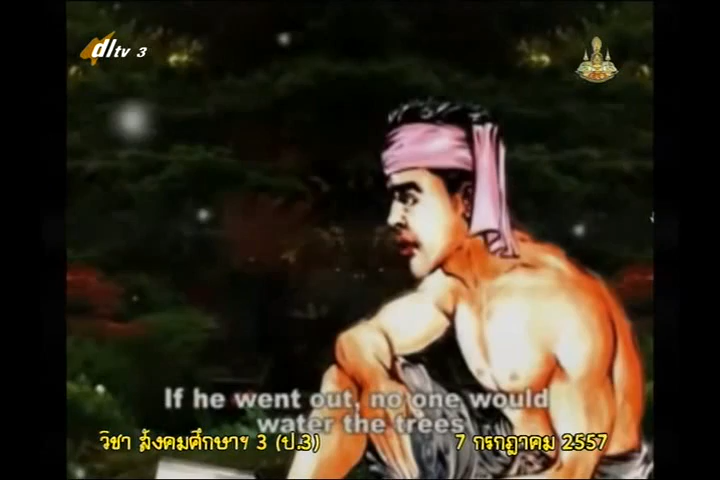 dltv 3
If he went out, no one would
water the trees
วิชา สังคมศึกษาฯ 3 (ป.3)
7 กรกฎาคม 2557